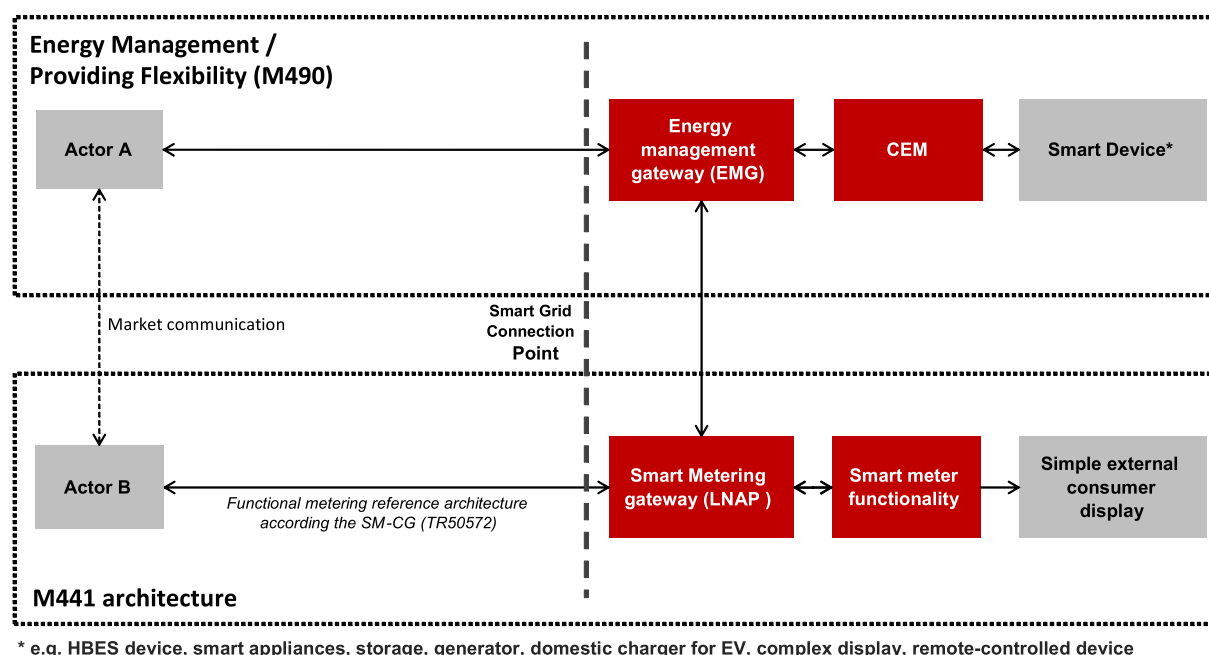 Energy Management /
Providing Flexibility (M490)
Actor A
Energy
management
gateway (EMG)
CEM
Smart Device*
Market communication
Smart Grid
Connection
Point
Actor B
Functional metering reference architecture
according the SM-CG (TR50572)
Smart Metering
gateway (LNAP )
Smart meter
functionality
Simple external
consumer
display
M441 architecture
* e.g. HBES device, smart appliances, storage, generator, domestic charger for EV, complex display, remote-controlled device